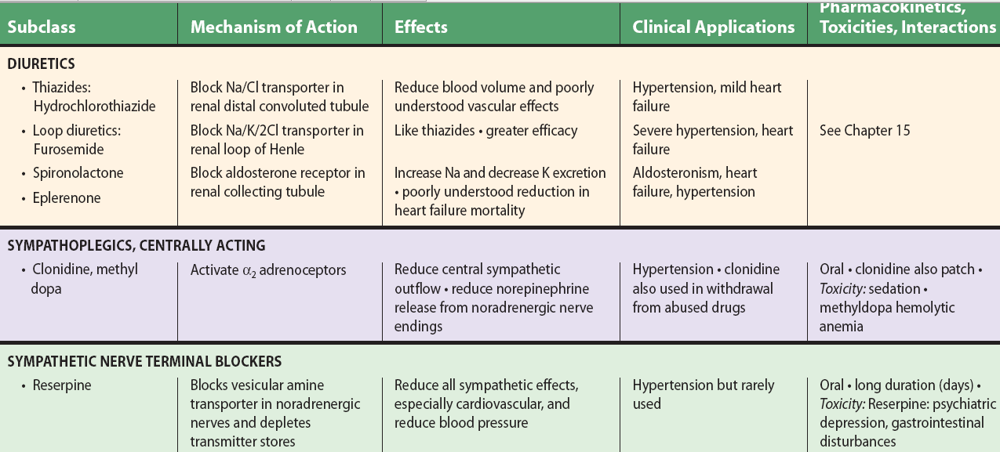 Subclass
Mechanism of Action
Effects
Clinical Applications
Pharmacokinetics,
Toxicities, Interactions
DIURETICS
• Thiazides:
Hydrochlorothiazide
Block Na/Cl transporter in
renal distal convoluted tubule
Reduce blood volume and poorly
understood vascular effects
Hypertension, mild heart
failure
• Loop diuretics:
Furosemide
Block Na/K/2Cl transporter in
renal loop of Henle
Like thiazides • greater efficacy
Severe hypertension, heart
failure
See Chapter 15
• Spironolactone
• Eplerenone
Block aldosterone receptor in
renal collecting tubule
Increase Na and decrease K excretion
• poorly understood reduction in
heart failure mortality
Aldosteronism, heart
failure, hypertension
SYMPATHOPLEGICS, CENTRALLY ACTING
• Clonidine, methyl
dopa
Activate α₂ adrenoceptors
Reduce central sympathetic
outflow • reduce norepinephrine
release from noradrenergic nerve
endings
Hypertension • clonidine
also used in withdrawal
from abused drugs
Oral • clonidine also patch •
Toxicity: sedation •
methyldopa hemolytic
anemia
SYMPATHETIC NERVE TERMINAL BLOCKERS
• Reserpine
Blocks vesicular amine
transporter in noradrenergic
nerves and depletes
transmitter stores
Reduce all sympathetic effects,
especially cardiovascular, and
reduce blood pressure
Hypertension but rarely
used
Oral • long duration (days) •
Toxicity: Reserpine: psychiatric
depression, gastrointestinal
disturbances